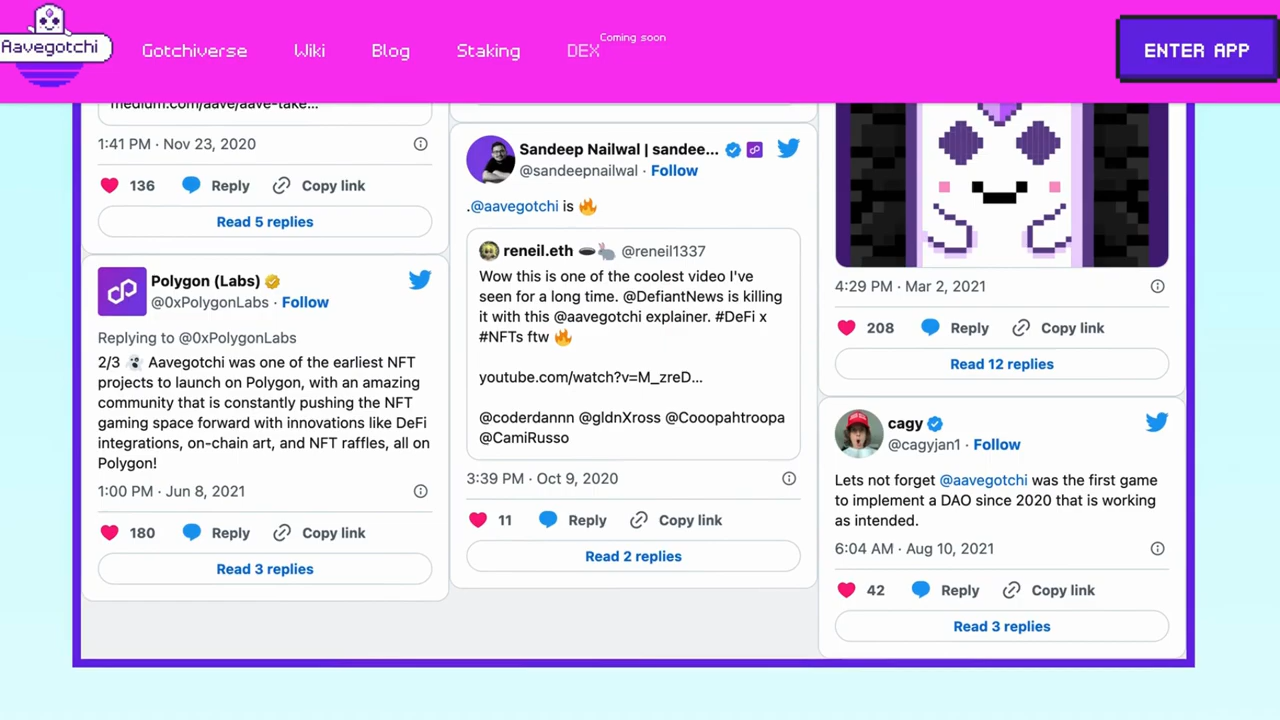 Aavegotchi
Gotchiverse
Wiki
Blog
Staking
DEX
Coming soon
ENTER APP
medium.com/aave/aave-take...
1:41 PM · Nov 23, 2020
136 Reply Copy link
Read 5 replies
Polygon (Labs)
@0xPolygonLabs · Follow
Replying to @0xPolygonLabs
2/3 👻 Aavegotchi was one of the earliest NFT
projects to launch on Polygon, with an amazing
community that is constantly pushing the NFT
gaming space forward with innovations like DeFi
integrations, on-chain art, and NFT raffles, all on
Polygon!
1:00 PM · Jun 8, 2021
180 Reply Copy link
Read 3 replies
Sandeep Nailwal | sandee...
@sandeepnailwal · Follow
.@aavegotchi is 🔥
reneil.eth 🕳️🐇 @reneil1337
Wow this is one of the coolest video I've
seen for a long time. @DefiantNews is killing
it with this @aavegotchi explainer. #DeFi x
#NFTs ftw 🔥
youtube.com/watch?v=M_zreD...
@coderdannn @gldnXross @Cooopahtroopa
@CamiRusso
3:39 PM · Oct 9, 2020
11 Reply Copy link
Read 2 replies
4:29 PM · Mar 2, 2021
208 Reply Copy link
Read 12 replies
cagy
@cagyjan1 · Follow
Lets not forget @aavegotchi was the first game
to implement a DAO since 2020 that is working
as intended.
6:04 AM · Aug 10, 2021
42 Reply Copy link
Read 3 replies